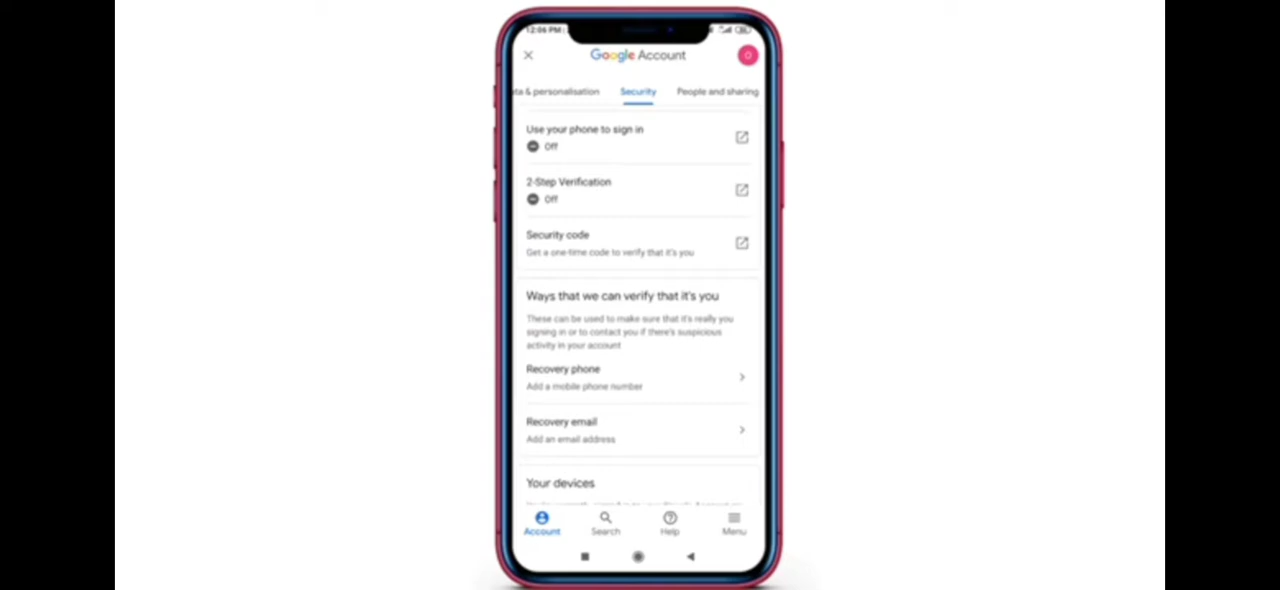 12:06 PM
Google Account
ta & personalisation Security People and sharing
Use your phone to sign in
Off
2-Step Verification
Off
Security code
Get a one-time code to verify that it's you
Ways that we can verify that it's you
These can be used to make sure that it's really you
signing in or to contact you if there's suspicious
activity in your account
Recovery phone
Add a mobile phone number
Recovery email
Add an email address
Your devices
Account Search Help Menu